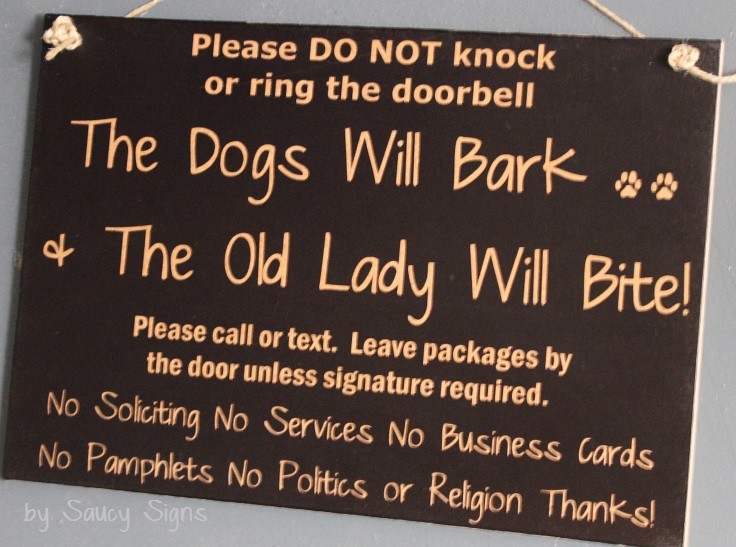 Please DO NOT knock
or ring the doorbell
The Dogs Will Bark
& The Old Lady Will Bite!
Please call or text. Leave packages by
the door unless signature required.
No Soliciting No Services No Business Cards
No Pamphlets No Politics or Religion Thanks!
by Saucy Signs